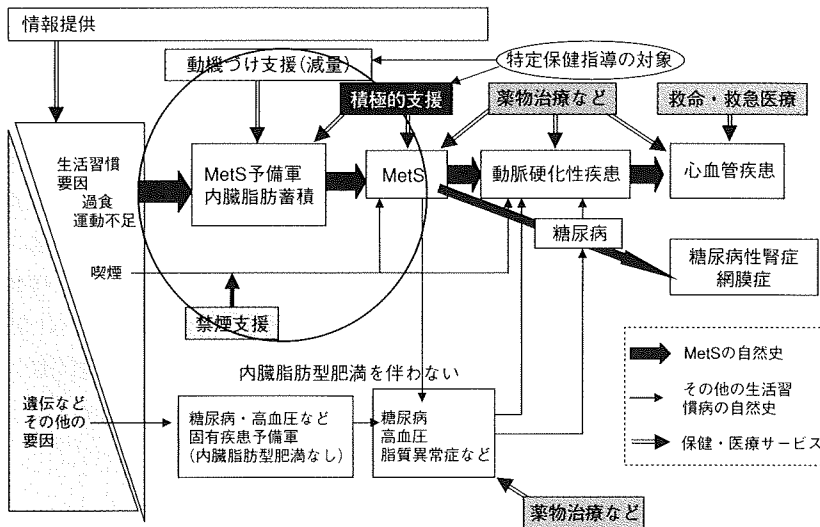 情報提供
動機づけ支援(減量)
特定保健指導の対象
積極的支援
薬物治療など
救命・救急医療
生活習慣
要因
過食
運動不足
MetS予備軍
内臓脂肪蓄積
MetS
動脈硬化性疾患
心血管疾患
糖尿病
糖尿病性腎症
網膜症
喫煙
禁煙支援
内臓脂肪型肥満を伴わない
遺伝など
その他の
要因
糖尿病・高血圧など
固有疾患予備軍
(内臓脂肪型肥満なし)
糖尿病
高血圧
脂質異常症など
薬物治療など
MetSの自然史
その他の生活習
慣病の自然史
保健・医療サービス